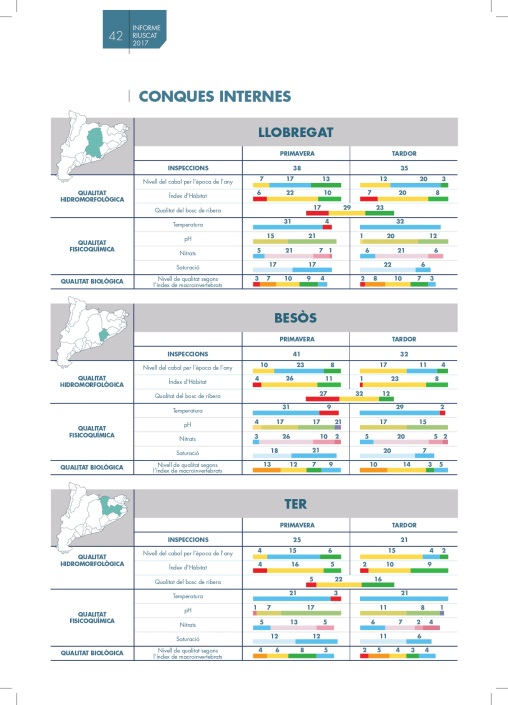 42
INFORME
RIUSCAT
2017
CONQUES INTERNES
LLOBREGAT
PRIMAVERA TARDOR
INSPECCIONS 38 35
QUALITAT HIDROMORFOLÒGICA
Nivell del cabal per l'època de l'any 7 17 13 12 20 3
Índex d'Hàbitat 6 22 10 7 20 8
Qualitat del bosc de ribera 17 29 23
QUALITAT FISICOQUÍMICA
Temperatura 31 4 32
pH 15 21 1 20 12
Nitrats 5 21 7 1 6 21 6
Saturació 17 17 22 6
QUALITAT BIOLÒGICA
Nivell de qualitat segons
l'índex de macroinvertebrats 3 7 10 9 4 2 8 10 7 3
BESÒS
PRIMAVERA TARDOR
INSPECCIONS 41 32
QUALITAT HIDROMORFOLÒGICA
Nivell del cabal per l'època de l'any 10 23 8 17 11 4
Índex d'Hàbitat 4 26 11 1 23 8
Qualitat del bosc de ribera 27 32 12
QUALITAT FISICOQUÍMICA
Temperatura 31 9 29 2
pH 4 17 17 2 1 17 15
Nitrats 3 26 10 2 5 20 5 2
Saturació 18 21 20 7
QUALITAT BIOLÒGICA
Nivell de qualitat segons
l'índex de macroinvertebrats 13 12 7 9 10 14 3 5
TER
PRIMAVERA TARDOR
INSPECCIONS 25 21
QUALITAT HIDROMORFOLÒGICA
Nivell del cabal per l'època de l'any 4 15 6 15 4 2
Índex d'Hàbitat 4 16 5 2 10 9
Qualitat del bosc de ribera 5 22 16
QUALITAT FISICOQUÍMICA
Temperatura 21 3 21
pH 1 7 17 11 8 1
Nitrats 5 13 5 6 7 2 4
Saturació 12 12 11 6
QUALITAT BIOLÒGICA
Nivell de qualitat segons
l'índex de macroinvertebrats 4 6 8 5 2 5 4 3 4